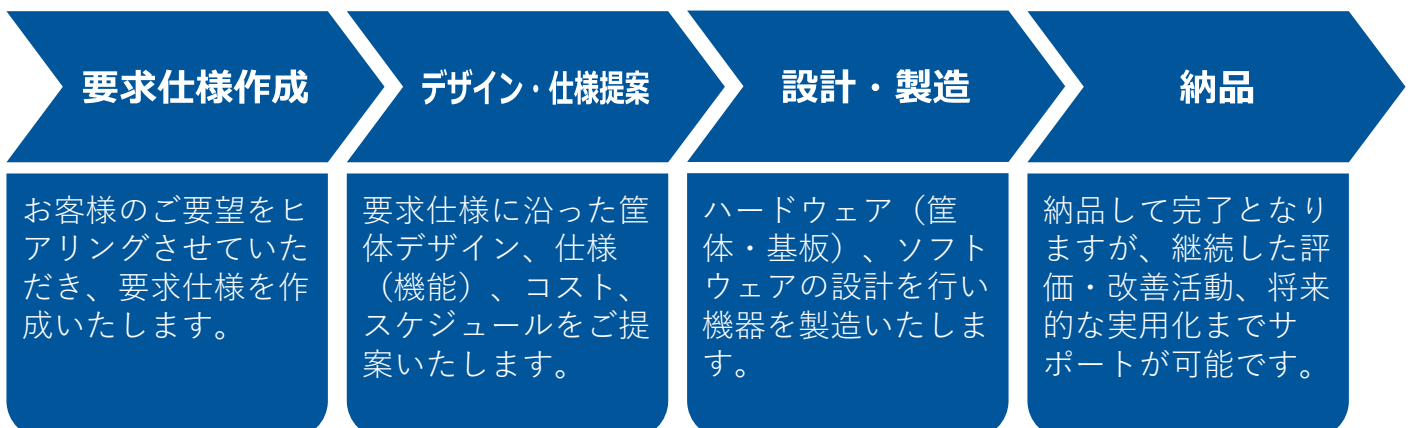 要求仕様作成
デザイン・仕様提案
設計・製造
納品
お客様のご要望をヒ
アリングさせていた
だき、要求仕様を作
成いたします。
要求仕様に沿った筐
体デザイン、仕様
（機能）、コスト、
スケジュールをご提
案いたします。
ハードウェア（筐
体・基板）、ソフト
ウェアの設計を行い
機器を製造いたしま
す。
納品して完了となり
ますが、継続した評
価・改善活動、将来
的な実用化までサ
ポートが可能です。